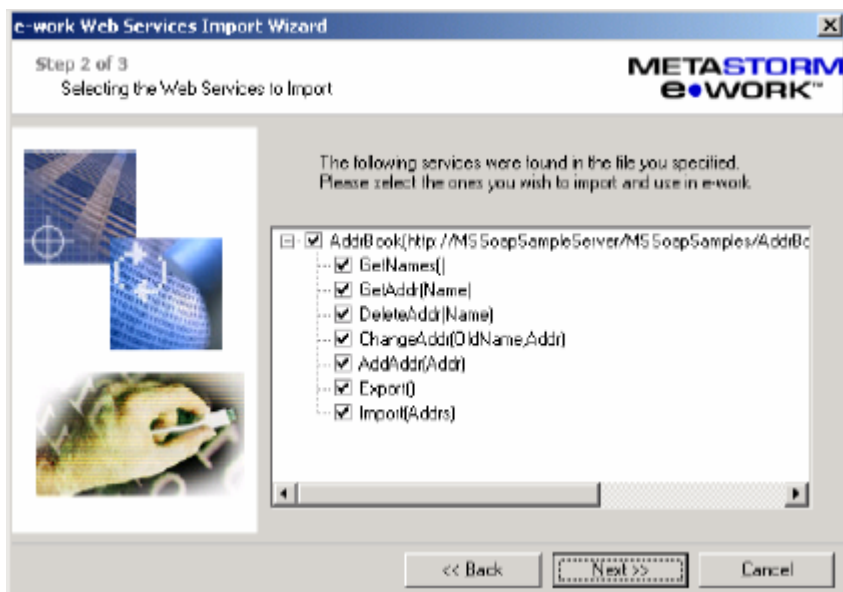 e-work Web Services Import Wizard
Step 2 of 3
Selecting the Web Services to Import
METASTORM
e•WORK™
The following services were found in the file you specified.
Please select the ones you wish to import and use in e-work
AddrBook(http://MSSoapSampleServer/MSSoapSamples/AddrBo
GetNames()
GetAddr(Name)
DeleteAddr(Name)
ChangeAddr(OldName,Addr)
AddAddr(Addr)
Export()
Import(Addrs)
<< Back
Next >>
Cancel